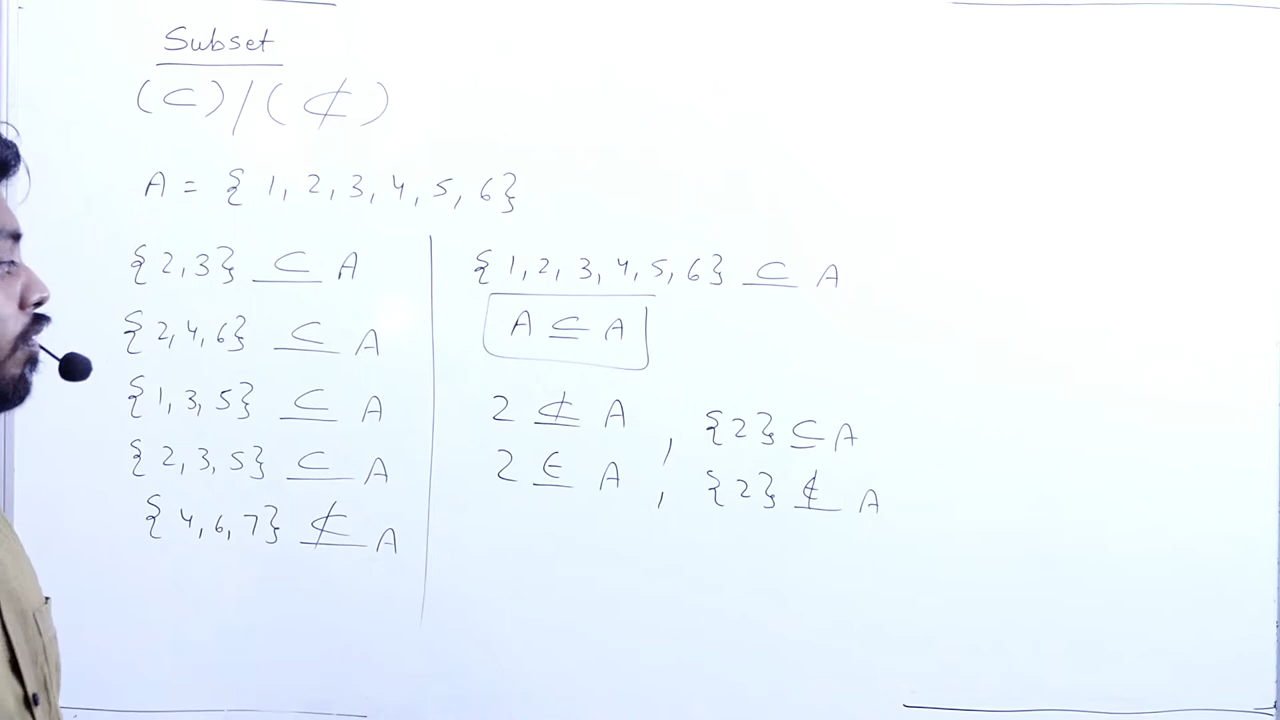 Subset
(⊂)/(⊄)
A = { 1, 2, 3, 4, 5, 6}
{2,3} ⊂ A
{2,4,6} ⊂ A
{1,3,5} ⊂ A
{2,3,5} ⊂ A
{4,6,7} ⊄ A
{1,2,3,4,5,6} ⊂ A
A ⊆ A
2 ⊄ A , {2} ⊂ A
2 ∈ A , {2} ∉ A